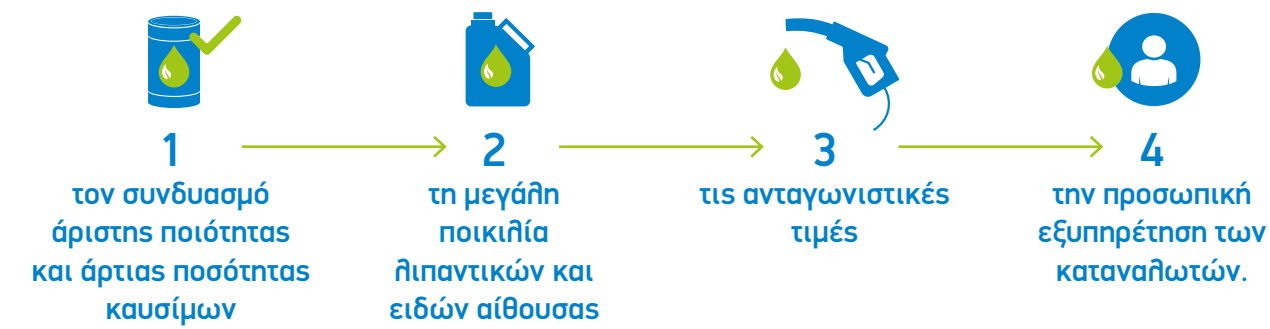 1
τον συνδυασμό
άριστης ποιότητας
και άρτιας ποσότητας
καυσίμων
2
τη μεγάλη
ποικιλία
λιπαντικών και
ειδών αίθουσας
3
τις ανταγωνιστικές
τιμές
4
την προσωπική
εξυπηρέτηση των
καταναλωτών.